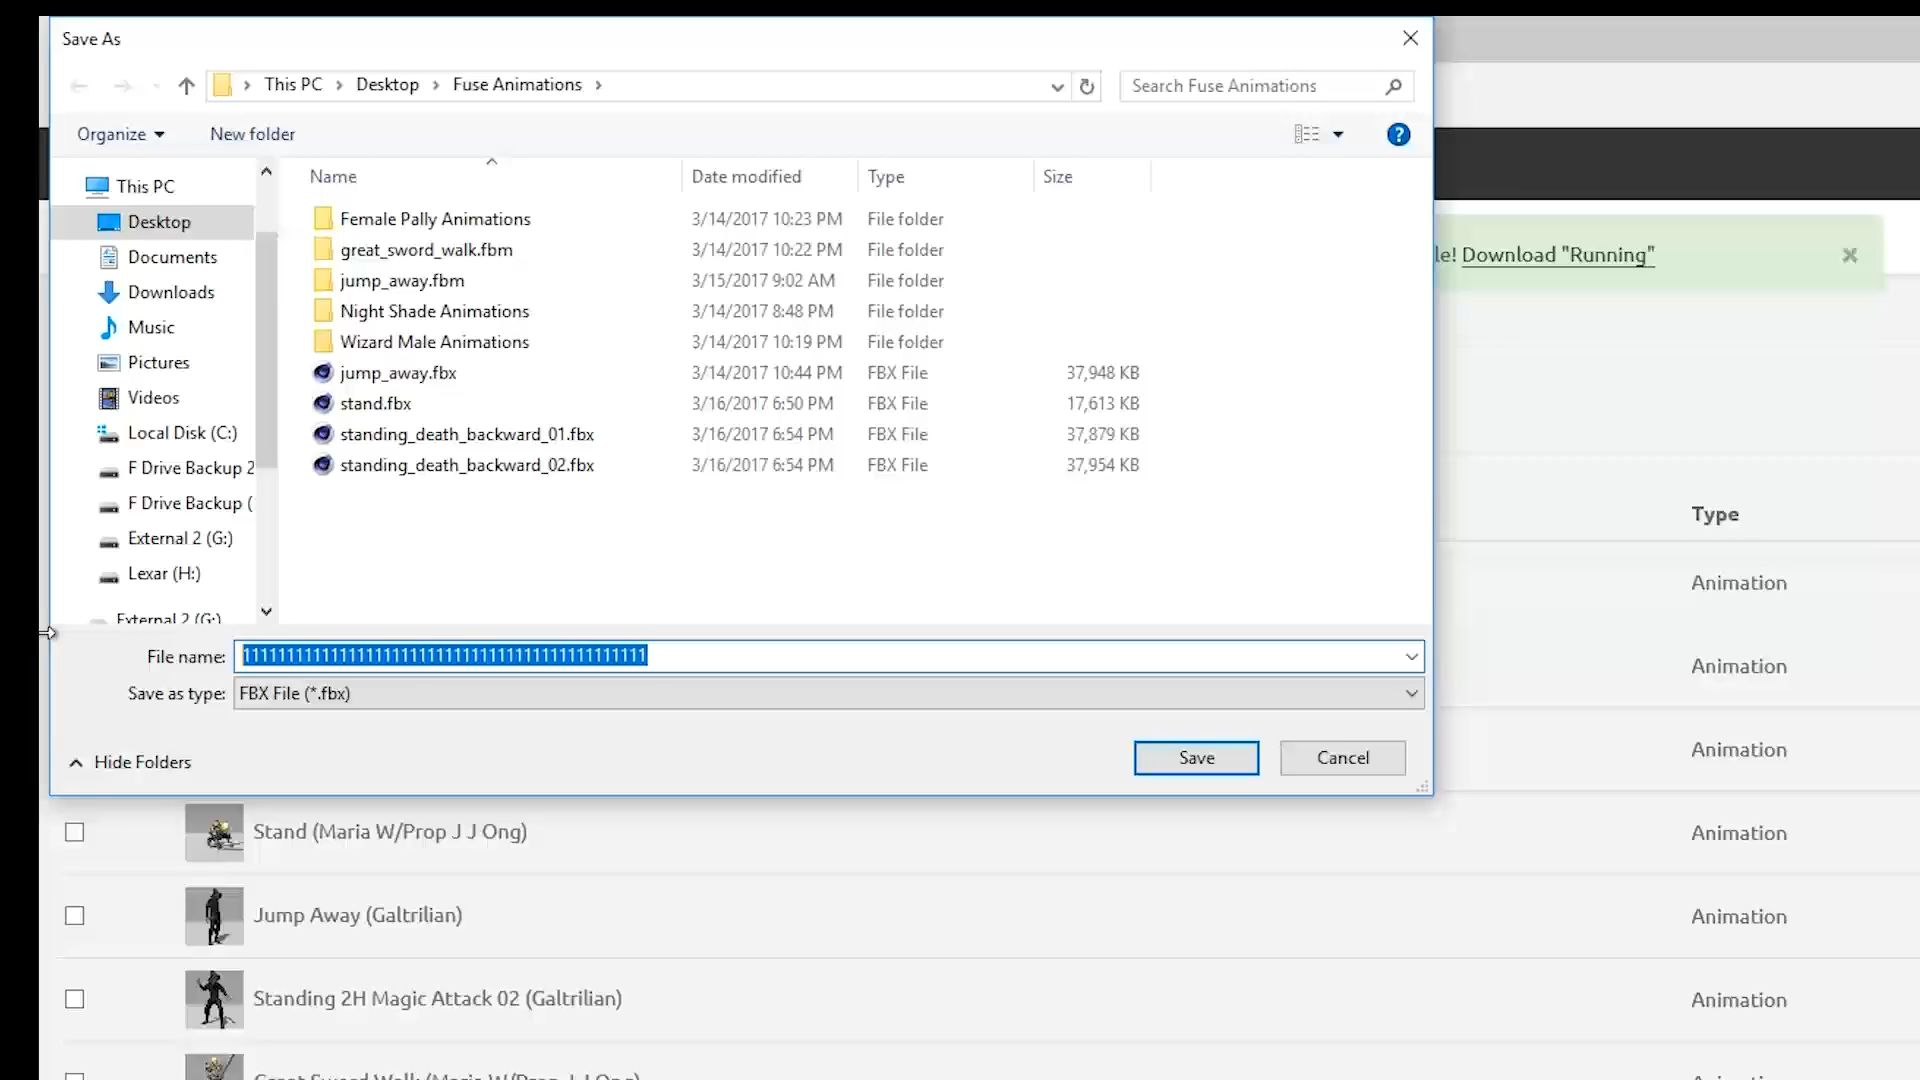 Save As
This PC > Desktop > Fuse Animations >
Search Fuse Animations
Organize
New folder
Name
Date modified
Type
Size
This PC
Desktop
Documents
Downloads
Music
Pictures
Videos
Local Disk (C:)
F Drive Backup 2
F Drive Backup (
External 2 (G:)
Lexar (H:)
External 2 (G:)
Female Pally Animations 3/14/2017 10:23 PM File folder
great_sword_walk.fbm 3/14/2017 10:22 PM File folder
jump_away.fbm 3/15/2017 9:02 AM File folder
Night Shade Animations 3/14/2017 8:48 PM File folder
Wizard Male Animations 3/14/2017 10:19 PM File folder
jump_away.fbx 3/14/2017 10:44 PM FBX File 37,948 KB
stand.fbx 3/16/2017 6:50 PM FBX File 17,613 KB
standing_death_backward_01.fbx 3/16/2017 6:54 PM FBX File 37,879 KB
standing_death_backward_02.fbx 3/16/2017 6:54 PM FBX File 37,954 KB
le! Download "Running"
Type
Animation
Animation
Animation
File name:
Save as type: FBX File (*.fbx)
Hide Folders
Save
Cancel
Stand (Maria W/Prop J J Ong) Animation
Jump Away (Galtrilian) Animation
Standing 2H Magic Attack 02 (Galtrilian) Animation
Great Sword Walk (Maria W/Prop J J Ong)